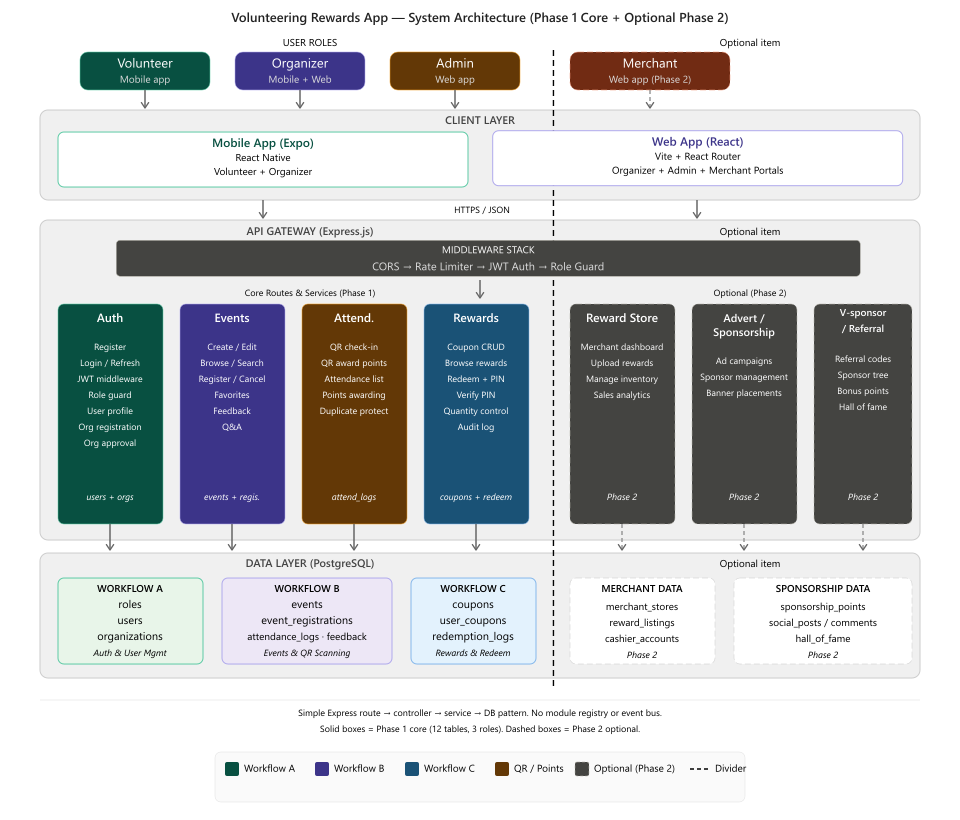 Volunteering Rewards App — System Architecture (Phase 1 Core + Optional Phase 2)
USER ROLES
Optional item
Volunteer
Mobile app
Organizer
Mobile + Web
Admin
Web app
Merchant
Web app (Phase 2)
CLIENT LAYER
Mobile App (Expo)
React Native
Volunteer + Organizer
Web App (React)
Vite + React Router
Organizer + Admin + Merchant Portals
HTTPS / JSON
API GATEWAY (Express.js)
Optional item
MIDDLEWARE STACK
CORS → Rate Limiter → JWT Auth → Role Guard
Core Routes & Services (Phase 1)
Optional (Phase 2)
Auth
Register
Login / Refresh
JWT middleware
Role guard
User profile
Org registration
Org approval
users + orgs
Events
Create / Edit
Browse / Search
Register / Cancel
Favorites
Feedback
Q&A
events + regis.
Attend.
QR check-in
QR award points
Attendance list
Points awarding
Duplicate protect
attend_logs
Rewards
Coupon CRUD
Browse rewards
Redeem + PIN
Verify PIN
Quantity control
Audit log
coupons + redeem
Reward Store
Merchant dashboard
Upload rewards
Manage inventory
Sales analytics
Phase 2
Advert /
Sponsorship
Ad campaigns
Sponsor management
Banner placements
Phase 2
V-sponsor
/ Referral
Referral codes
Sponsor tree
Bonus points
Hall of fame
Phase 2
DATA LAYER (PostgreSQL)
Optional item
WORKFLOW A
roles
users
organizations
Auth & User Mgmt
WORKFLOW B
events
event_registrations
attendance_logs · feedback
Events & QR Scanning
WORKFLOW C
coupons
user_coupons
redemption_logs
Rewards & Redeem
MERCHANT DATA
merchant_stores
reward_listings
cashier_accounts
Phase 2
SPONSORSHIP DATA
sponsorship_points
social_posts / comments
hall_of_fame
Phase 2
Simple Express route → controller → service → DB pattern. No module registry or event bus.
Solid boxes = Phase 1 core (12 tables, 3 roles). Dashed boxes = Phase 2 optional.
Workflow A
Workflow B
Workflow C
QR / Points
Optional (Phase 2)
Divider